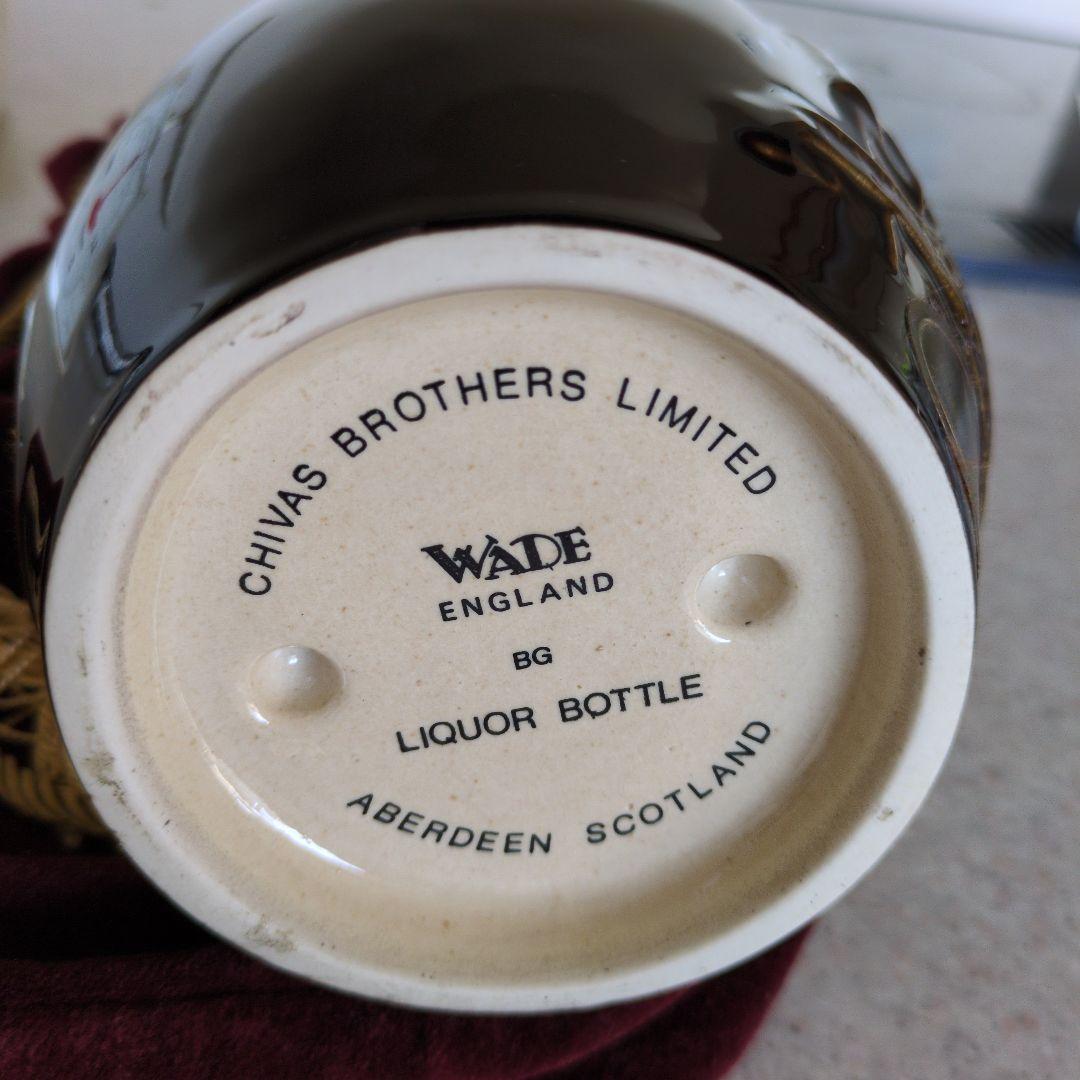 CHIVAS BROTHERS LIMITED
WADE
ENGLAND
BG
LIQUOR BOTTLE
ABERDEEN SCOTLAND